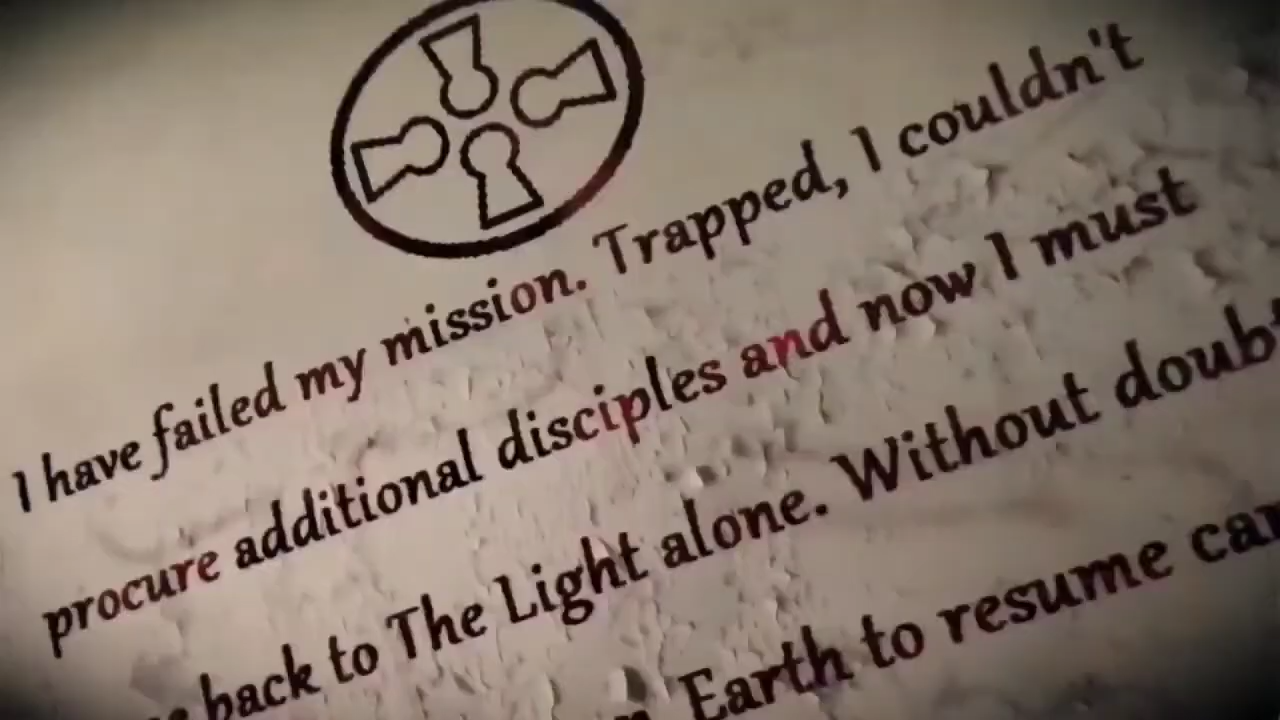 I have failed my mission. Trapped, I couldn't
procure additional disciples and now I must
back to The Light alone. Without doubt
Earth to resume